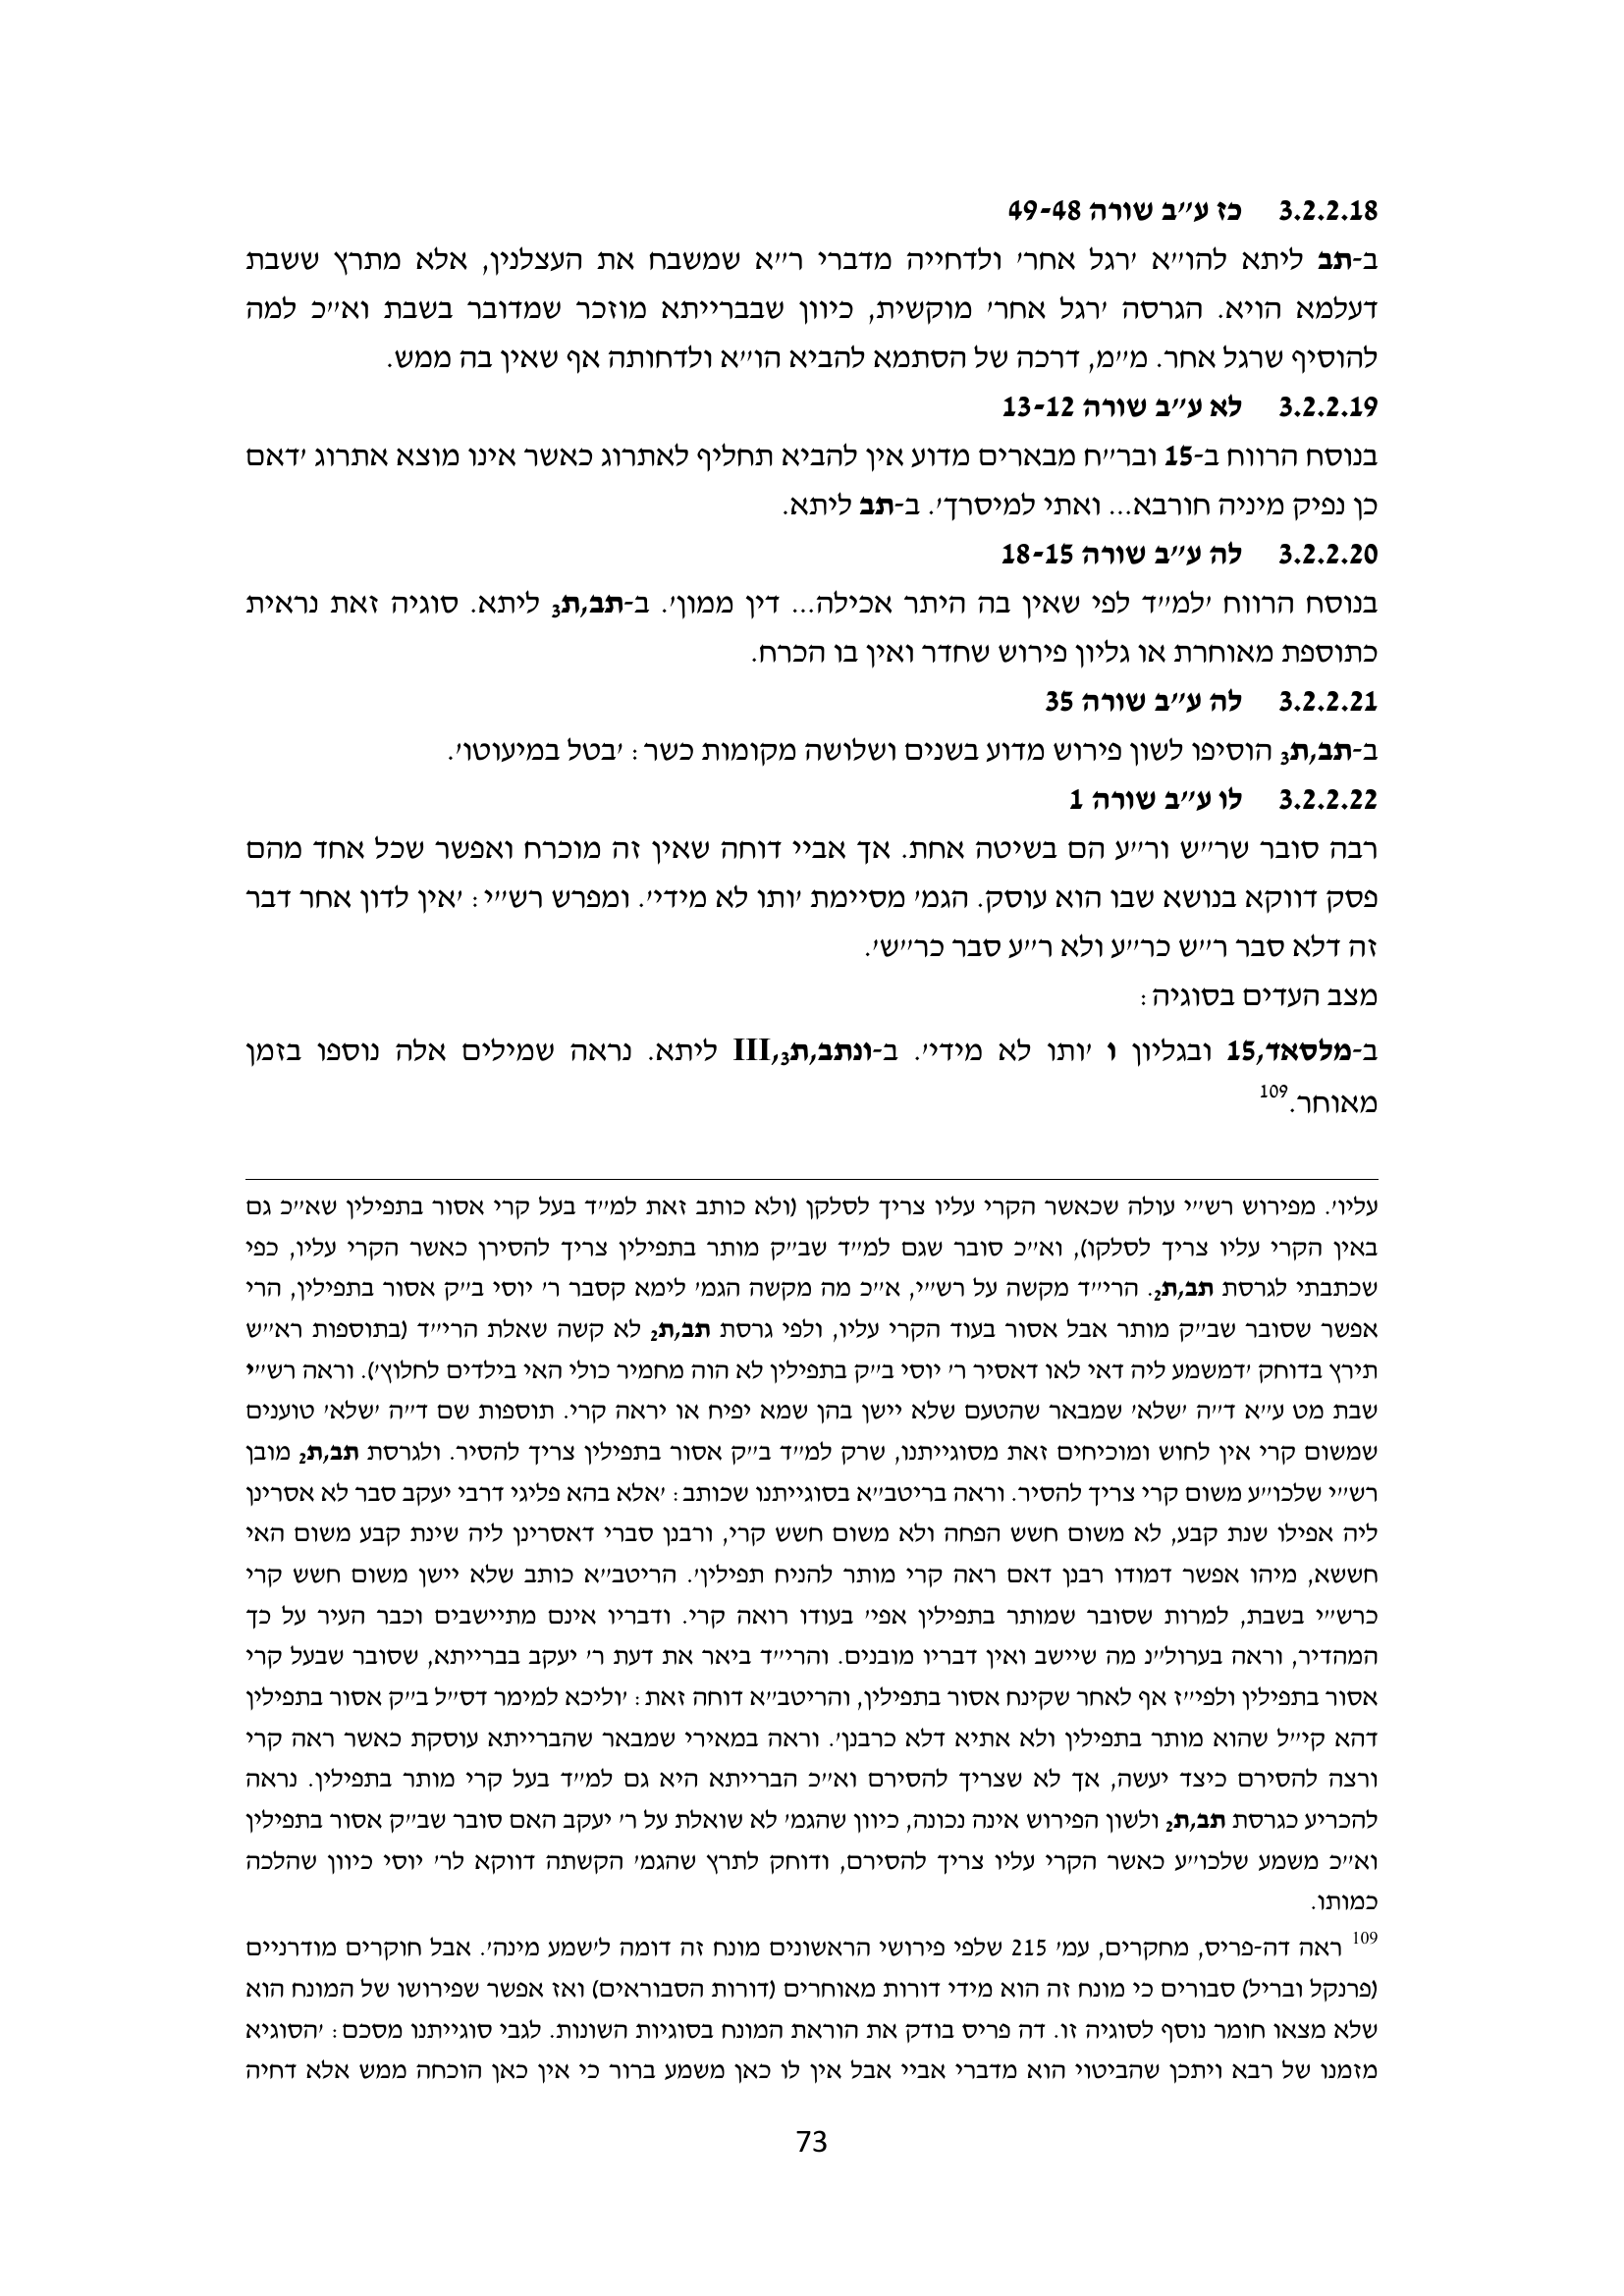 3.2.2.18 כז ע״ב שורה 48-49
ב-תב ליתא להו״א ׳רגל אחר׳ ולדחייה מדברי ר״א שמשבח את העצלנין, אלא מתרץ ששבת
דעלמא הויא. הגרסה ׳רגל אחר׳ מוקשית, כיוון שבברייתא מוזכר שמדובר בשבת וא״כ למה
להוסיף שרגל אחר. מ״מ, דרכה של הסתמא להביא הו״א ולדחותה אף שאין בה ממש.
3.2.2.19 לא ע״ב שורה 12-13
בנוסח הרווח ב-15 ובר״ח מבארים מדוע אין להביא תחליף לאתרוג כאשר אינו מוצא אתרוג ׳דאם
כן נפיק מיניה חורבא... ואתי למיסרך׳. ב-תב ליתא.
3.2.2.20 לה ע״ב שורה 15-18
בנוסח הרווח ׳למ״ד לפי שאין בה היתר אכילה... דין ממון׳. ב-תב,ת₃ ליתא. סוגיה זאת נראית
כתוספת מאוחרת או גליון פירוש שחדר ואין בו הכרח.
3.2.2.21 לה ע״ב שורה 35
ב-תב,ת₃ הוסיפו לשון פירוש מדוע בשנים ושלושה מקומות כשר: ׳בטל במיעוטו׳.
3.2.2.22 לו ע״ב שורה 1
רבה סובר שר״ש ור״ע הם בשיטה אחת. אך אביי דוחה שאין זה מוכרח ואפשר שכל אחד מהם
פסק דווקא בנושא שבו הוא עוסק. הגמ׳ מסיימת ׳ותו לא מידי׳. ומפרש רש״י: ׳אין לדון אחר דבר
זה דלא סבר ר״ש כר״ע ולא ר״ע סבר כר״ש׳.
מצב העדים בסוגיה:
ב-מלסאד,15 ובגליון ו ׳ותו לא מידי׳. ב-ונתב,ת₃,III ליתא. נראה שמילים אלה נוספו בזמן
מאוחר.109
עליו׳. מפירוש רש״י עולה שכאשר הקרי עליו צריך לסלקן (ולא כותב זאת למ״ד בעל קרי אסור בתפילין שא״כ גם
באין הקרי עליו צריך לסלקו), וא״כ סובר שגם למ״ד שב״ק מותר בתפילין צריך להסירן כאשר הקרי עליו, כפי
שכתבתי לגרסת תב,ת₂. הרי״ד מקשה על רש״י, א״כ מה מקשה הגמ׳ לימא קסבר ר׳ יוסי ב״ק אסור בתפילין, הרי
אפשר שסובר שב״ק מותר אבל אסור בעוד הקרי עליו, ולפי גרסת תב,ת₂ לא קשה שאלת הרי״ד (בתוספות רא״ש
תירץ בדוחק ׳דמשמע ליה דאי לאו דאסיר ר׳ יוסי ב״ק בתפילין לא הוה מחמיר כולי האי בילדים לחלוץ׳). וראה רש״י
שבת מט ע״א ד״ה ׳שלא׳ שמבאר שהטעם שלא יישן בהן שמא יפיח או יראה קרי. תוספות שם ד״ה ׳שלא׳ טוענים
שמשום קרי אין לחוש ומוכיחים זאת מסוגייתנו, שרק למ״ד ב״ק אסור בתפילין צריך להסיר. ולגרסת תב,ת₂ מובן
רש״י שלכו״ע משום קרי צריך להסיר. וראה בריטב״א בסוגייתנו שכותב: ׳אלא בהא פליגי דרבי יעקב סבר לא אסרינן
ליה אפילו שנת קבע, לא משום חשש הפחה ולא משום חשש קרי, ורבנן סברי דאסרינן ליה שינת קבע משום האי
חששא, מיהו אפשר דמודו רבנן דאם ראה קרי מותר להניח תפילין׳. הריטב״א כותב שלא יישן משום חשש קרי
כרש״י בשבת, למרות שסובר שמותר בתפילין אפי׳ בעודו רואה קרי. ודבריו אינם מתיישבים וכבר העיר על כך
המהדיר, וראה בערול״נ מה שיישב ואין דבריו מובנים. והרי״ד ביאר את דעת ר׳ יעקב בברייתא, שסובר שבעל קרי
אסור בתפילין ולפי״ז אף לאחר שקינח אסור בתפילין, והריטב״א דוחה זאת: ׳וליכא למימר דס״ל ב״ק אסור בתפילין
דהא קי״ל שהוא מותר בתפילין ולא אתיא דלא כרבנן׳. וראה במאירי שמבאר שהברייתא עוסקת כאשר ראה קרי
ורצה להסירם כיצד יעשה, אך לא שצריך להסירם וא״כ הברייתא היא גם למ״ד בעל קרי מותר בתפילין. נראה
להכריע כגרסת תב,ת₂ ולשון הפירוש אינה נכונה, כיוון שהגמ׳ לא שואלת על ר׳ יעקב האם סובר שב״ק אסור בתפילין
וא״כ משמע שלכו״ע כאשר הקרי עליו צריך להסירם, ודוחק לתרץ שהגמ׳ הקשתה דווקא לר׳ יוסי כיוון שהלכה
כמותו.
109 ראה דה-פריס, מחקרים, עמ׳ 215 שלפי פירושי הראשונים מונח זה דומה ל׳שמע מינה׳. אבל חוקרים מודרניים
(פרנקל ובריל) סבורים כי מונח זה הוא מידי דורות מאוחרים (דורות הסבוראים) ואז אפשר שפירושו של המונח הוא
שלא מצאו חומר נוסף לסוגיה זו. דה פריס בודק את הוראת המונח בסוגיות השונות. לגבי סוגייתנו מסכם: ׳הסוגיא
מזמנו של רבא ויתכן שהביטוי הוא מדברי אביי אבל אין לו כאן משמע ברור כי אין כאן הוכחה ממש אלא דחיה
73